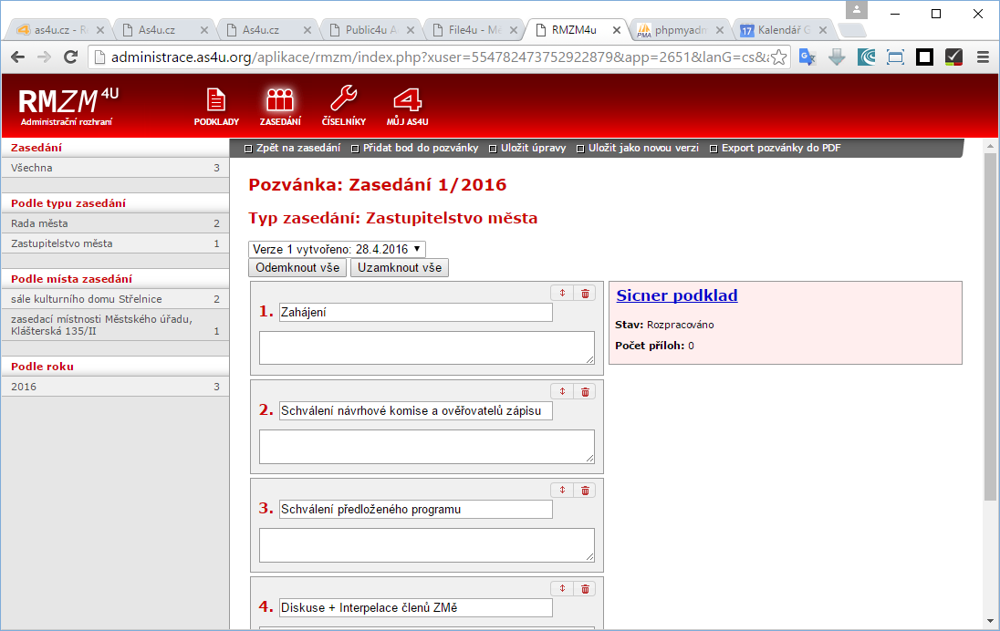 as4u.cz - R
As4u.cz
As4u.cz
Public4u A
File4u - Mě
RMZM4u
phpmyadm
Kalendář G
administrace.as4u.org/aplikace/rmzm/index.php?xuser=554782473752922879&app=2651&lanG=cs&
RMZM 4U
Administrační rozhraní
PODKLADY
ZASEDÁNÍ
ČÍSELNÍKY
MŮJ AS4U
Zasedání
Všechna 3
Podle typu zasedání
Rada města 2
Zastupitelstvo města 1
Podle místa zasedání
sále kulturního domu Střelnice 2
zasedací místnosti Městského úřadu,
Klášterská 135/II 1
Podle roku
2016 3
Zpět na zasedání Přidat bod do pozvánky Uložit úpravy Uložit jako novou verzi Export pozvánky do PDF
Pozvánka: Zasedání 1/2016
Typ zasedání: Zastupitelstvo města
Verze 1 vytvořeno: 28.4.2016
Odemknout vše Uzamknout vše
1. Zahájení
2. Schválení návrhové komise a ověřovatelů zápisu
3. Schválení předloženého programu
4. Diskuse + Interpelace členů ZMě
Sicner podklad
Stav: Rozpracováno
Počet příloh: 0